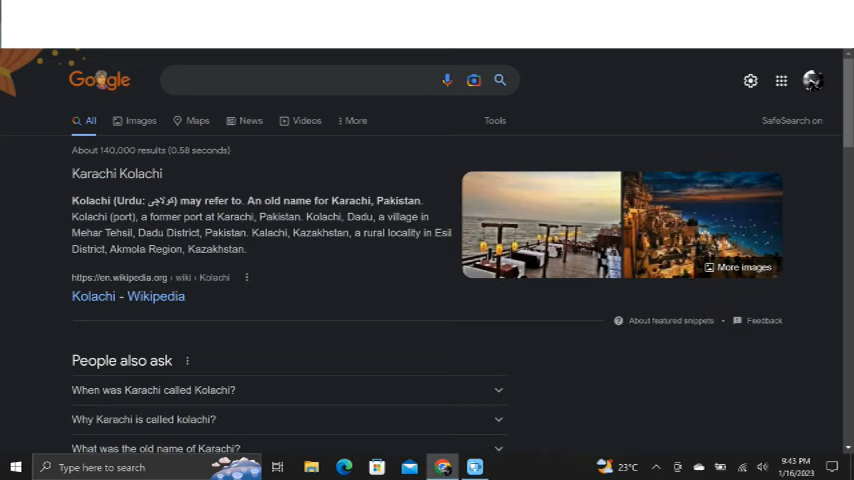 Google
All Images Maps News Videos More Tools SafeSearch on
About 140,000 results (0.58 seconds)
Karachi Kolachi
Kolachi (Urdu: کولاچی) may refer to. An old name for Karachi, Pakistan.
Kolachi (port), a former port at Karachi, Pakistan. Kolachi, Dadu, a village in
Mehar Tehsil, Dadu District, Pakistan. Kalachi, Kazakhstan, a rural locality in Esil
District, Akmola Region, Kazakhstan.
More images
https://en.wikipedia.org › wiki › Kolachi
Kolachi - Wikipedia
About featured snippets • Feedback
People also ask
When was Karachi called Kolachi?
Why Karachi is called kolachi?
What was the old name of Karachi?
Type here to search
23°C
9:43 PM
1/16/2023